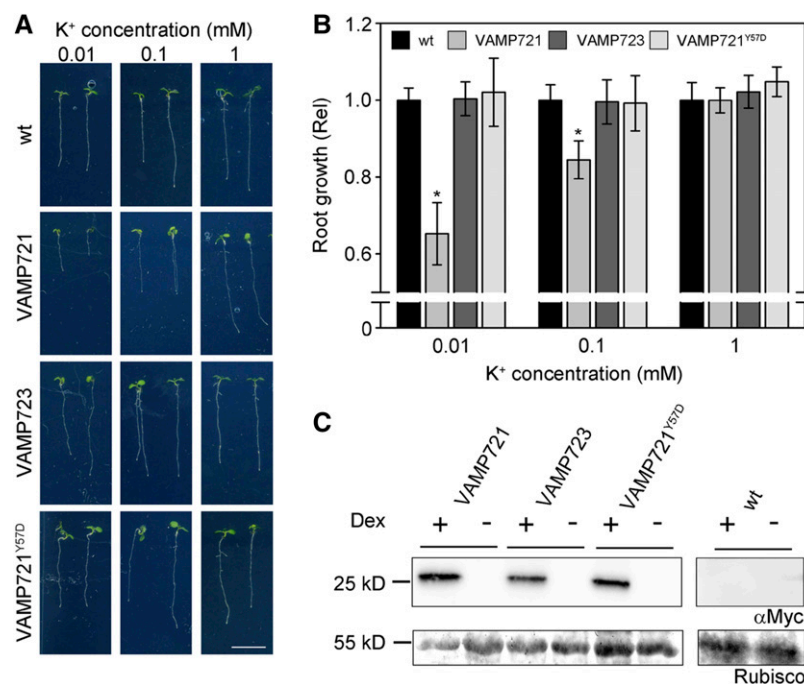 A
K⁺ concentration (mM)
0.01 0.1 1
wt
VAMP721
VAMP723
VAMP721ʸ⁵⁷ᴰ
B
1.2
1.0
0.8
0.6
0
Root growth (Rel)
wt VAMP721 VAMP723 VAMP721ʸ⁵⁷ᴰ
* *
0.01 0.1 1
K⁺ concentration (mM)
C
VAMP721 VAMP723 VAMP721ʸ⁵⁷ᴰ wt
Dex + - + - + - + -
25 kD
αMyc
55 kD
Rubisco